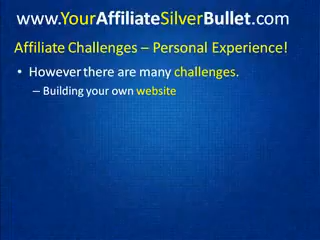 www.YourAffiliateSilverBullet.com
Affiliate Challenges – Personal Experience!
• However there are many challenges.
– Building your own website